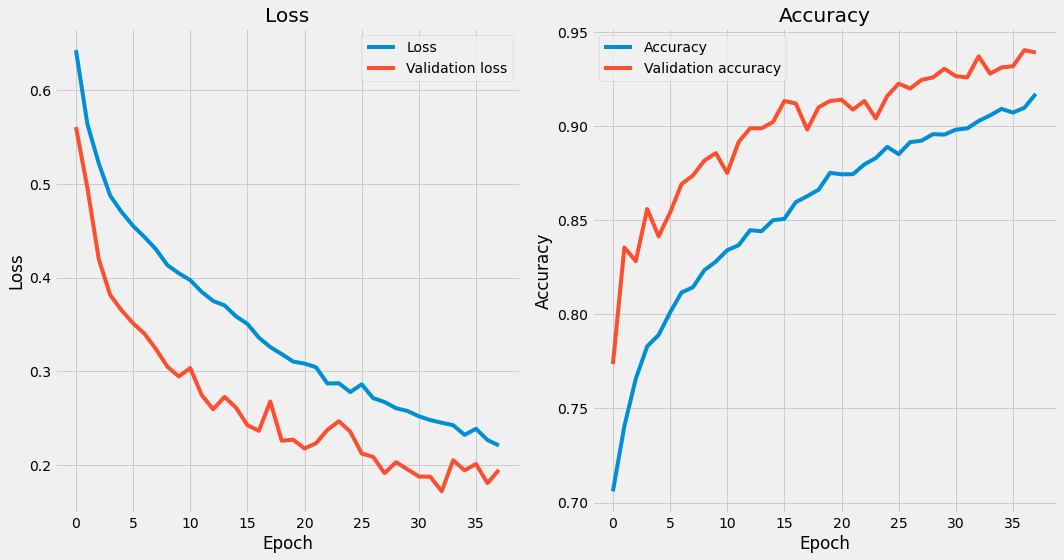 Loss
Loss
Validation loss
0.6
0.5
0.4
0.3
0.2
Loss
0 5 10 15 20 25 30 35
Epoch
Accuracy
Accuracy
Validation accuracy
0.95
0.90
0.85
0.80
0.75
0.70
Accuracy
0 5 10 15 20 25 30 35
Epoch